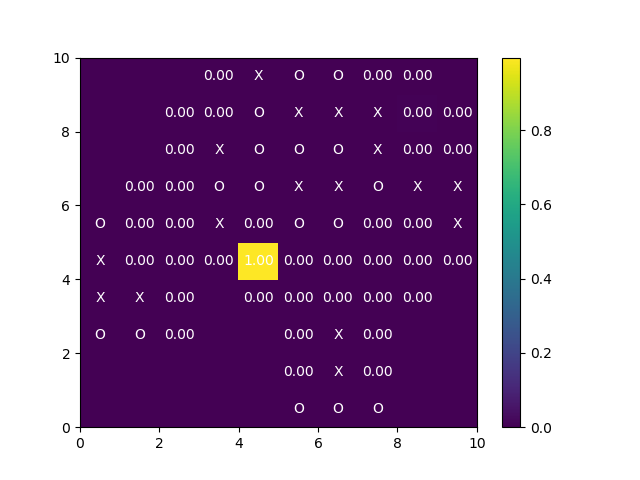 10
0.00 X O O 0.00 0.00
0.00 0.00 O X X X 0.00 0.00
8
0.8
0.00 X O O O X 0.00 0.00
0.00 0.00 O O X X O X X
6
0.6
O 0.00 0.00 X 0.00 O O 0.00 0.00 X
X 0.00 0.00 0.00 1.00 0.00 0.00 0.00 0.00 0.00
4
0.4
X X 0.00 0.00 0.00 0.00 0.00 0.00
O O 0.00 0.00 X 0.00
2
0.2
0.00 X 0.00
O O O
0
0.0
0 2 4 6 8 10